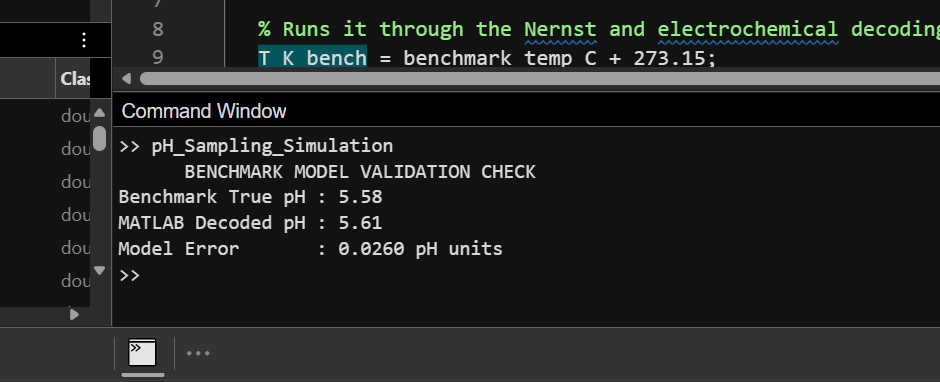 7
8 % Runs it through the Nernst and electrochemical decoding
9 T_K_bench = benchmark_temp_C + 273.15;
Clas
Command Window
dou
>> pH_Sampling_Simulation
dou
BENCHMARK MODEL VALIDATION CHECK
dou
Benchmark True pH : 5.58
dou
MATLAB Decoded pH : 5.61
dou
Model Error : 0.0260 pH units
dou
>>